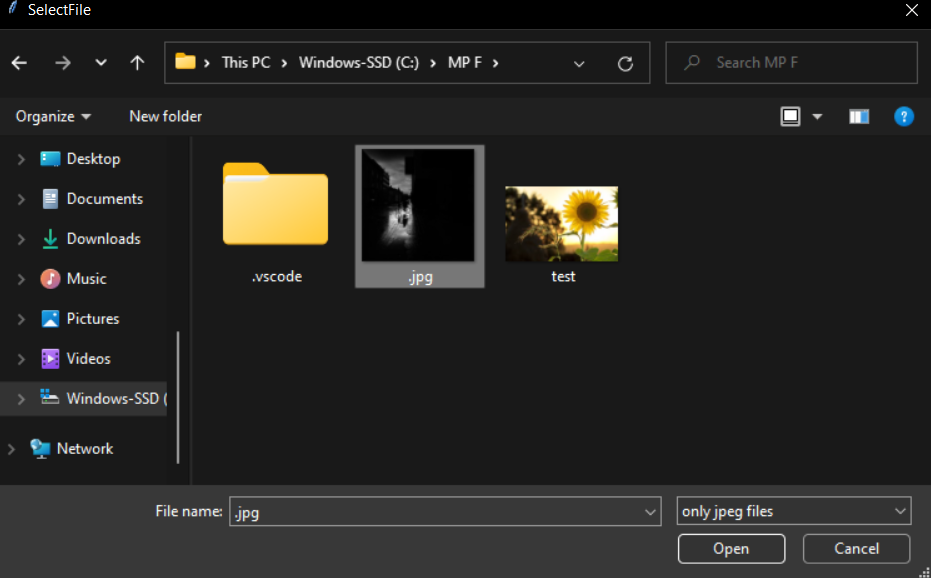 SelectFile
This PC > Windows-SSD (C:) > MP F >
Search MP F
Organize
New folder
?
Desktop
Documents
Downloads
Music
Pictures
Videos
Windows-SSD (
Network
.vscode
.jpg
test
File name: .jpg
only jpeg files
Open
Cancel